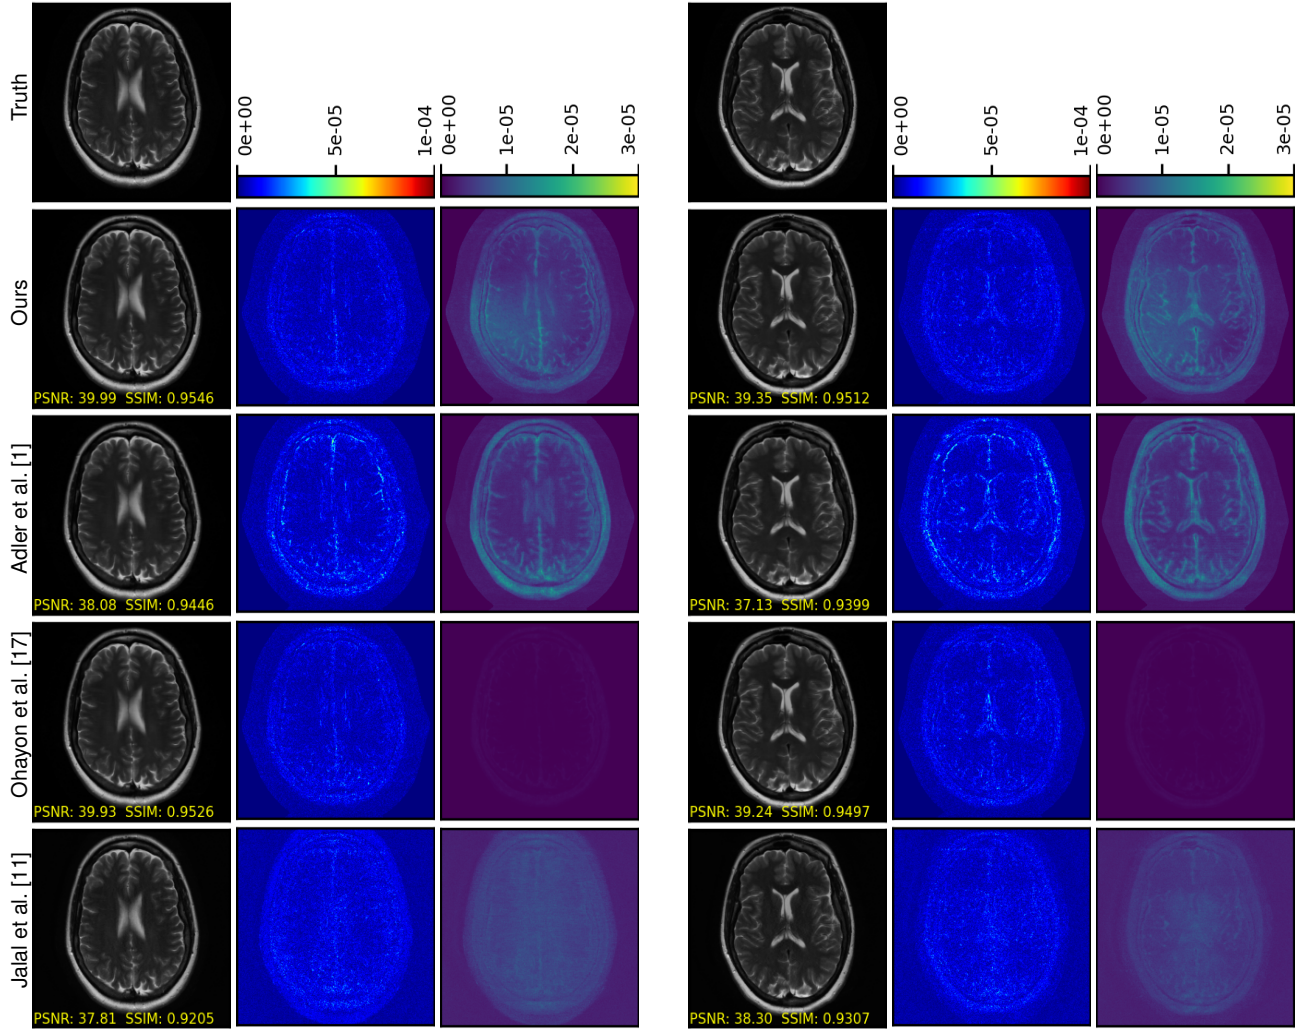 Truth
0e+00
5e-05
1e-04
0e+00
1e-05
2e-05
3e-05
0e+00
5e-05
1e-04
0e+00
1e-05
2e-05
3e-05
Ours
PSNR: 39.99 SSIM: 0.9546
PSNR: 39.35 SSIM: 0.9512
Adler et al. [1]
PSNR: 38.08 SSIM: 0.9446
PSNR: 37.13 SSIM: 0.9399
Ohayon et al. [17]
PSNR: 39.93 SSIM: 0.9526
PSNR: 39.24 SSIM: 0.9497
Jalal et al. [11]
PSNR: 37.81 SSIM: 0.9205
PSNR: 38.30 SSIM: 0.9307